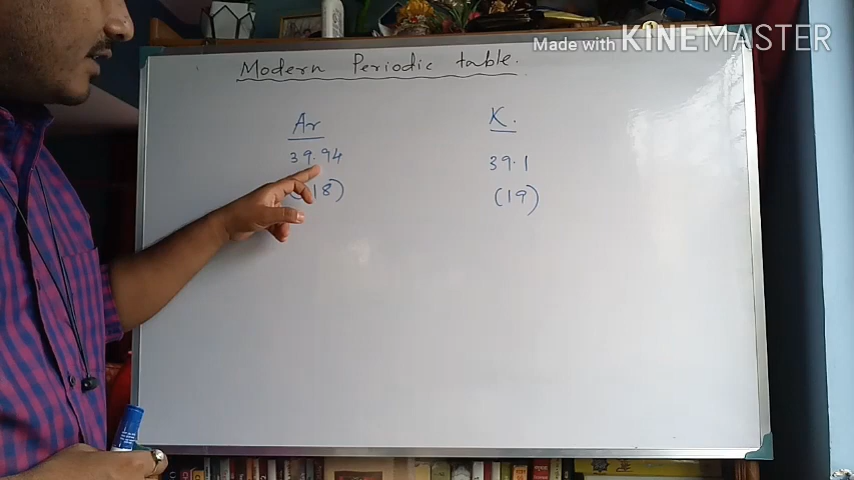 Made with KINEMASTER
Modern Periodic table.
Ar K.
39.94 39.1
(18) (19)